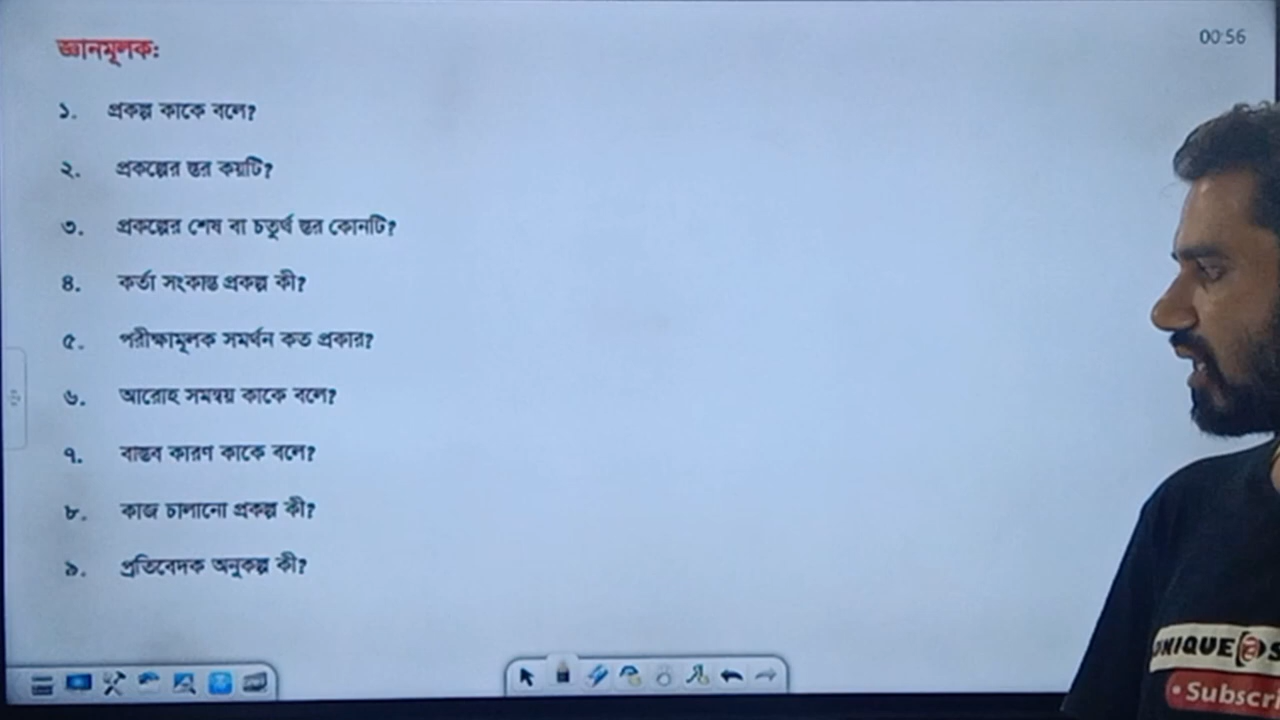 জ্ঞানমূলক:
00:56
১. প্রকল্প কাকে বলে?
২. প্রকল্পের স্তর কয়টি?
৩. প্রকল্পের শেষ বা চতুর্থ স্তর কোনটি?
৪. কর্তা সংকান্ত প্রকল্প কী?
৫. পরীক্ষামূলক সমর্থন কত প্রকার?
৬. আরোহ সমন্বয় কাকে বলে?
৭. বাস্তব কারণ কাকে বলে?
৮. কাজ চালানো প্রকল্প কী?
৯. প্রতিবেদক অনুকল্প কী?
UNIQUE
• Subscri